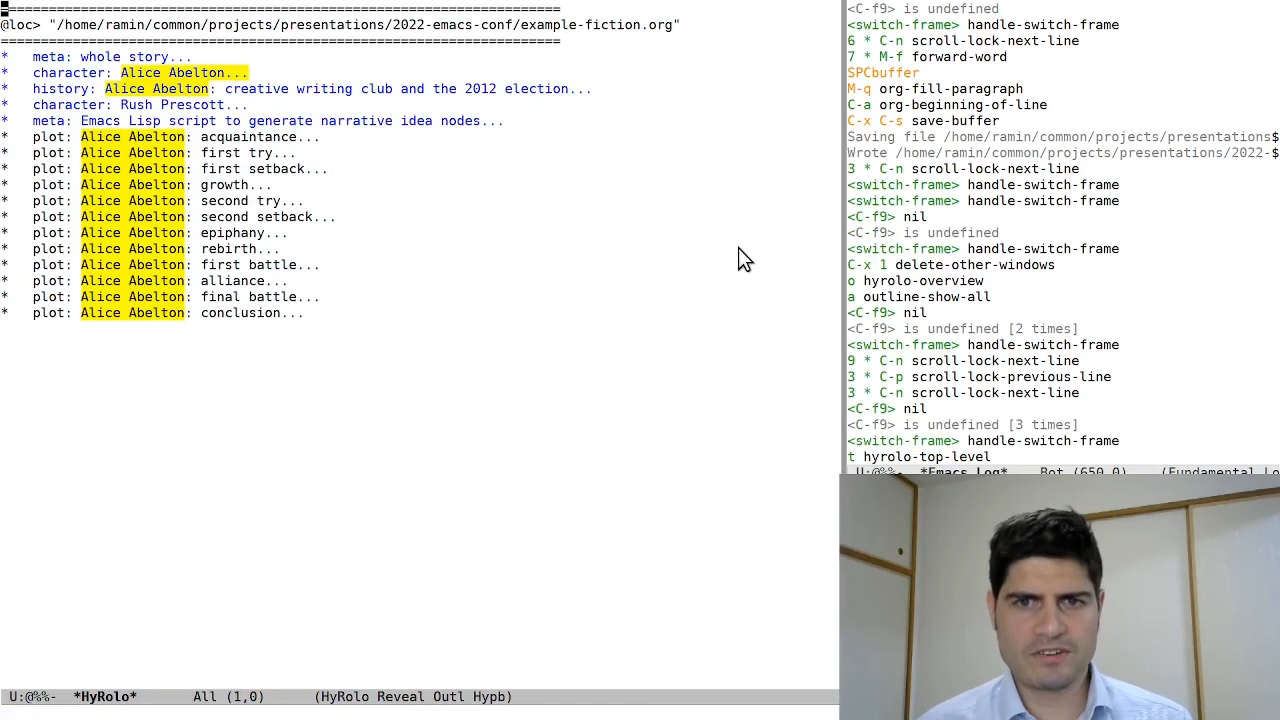 ===============================================================================
@loc> "/home/ramin/common/projects/presentations/2022-emacs-conf/example-fiction.org"
===============================================================================
*   meta: whole story...
*   character: Alice Abelton...
*   history: Alice Abelton: creative writing club and the 2012 election...
*   character: Rush Prescott...
*   meta: Emacs Lisp script to generate narrative idea nodes...
*   plot: Alice Abelton: acquaintance...
*   plot: Alice Abelton: first try...
*   plot: Alice Abelton: first setback...
*   plot: Alice Abelton: growth...
*   plot: Alice Abelton: second try...
*   plot: Alice Abelton: second setback...
*   plot: Alice Abelton: epiphany...
*   plot: Alice Abelton: rebirth...
*   plot: Alice Abelton: first battle...
*   plot: Alice Abelton: alliance...
*   plot: Alice Abelton: final battle...
*   plot: Alice Abelton: conclusion...
U:@%%-  *HyRolo*       All (1,0)      (HyRolo Reveal Outl Hypb)
<C-f9> is undefined
<switch-frame> handle-switch-frame
6 * C-n scroll-lock-next-line
7 * M-f forward-word
SPCbuffer
M-q org-fill-paragraph
C-a org-beginning-of-line
C-x C-s save-buffer
Saving file /home/ramin/common/projects/presentations$
Wrote /home/ramin/common/projects/presentations/2022-$
3 * C-n scroll-lock-next-line
<switch-frame> handle-switch-frame
<switch-frame> handle-switch-frame
<C-f9> nil
<C-f9> is undefined
<switch-frame> handle-switch-frame
C-x 1 delete-other-windows
o hyrolo-overview
a outline-show-all
<C-f9> nil
<C-f9> is undefined [2 times]
<switch-frame> handle-switch-frame
9 * C-n scroll-lock-next-line
3 * C-p scroll-lock-previous-line
3 * C-n scroll-lock-next-line
<C-f9> nil
<C-f9> is undefined [3 times]
<switch-frame> handle-switch-frame
t hyrolo-top-level
U:@%%-  *Emacs Log*   Bot (650,0)    (Fundamental Lo